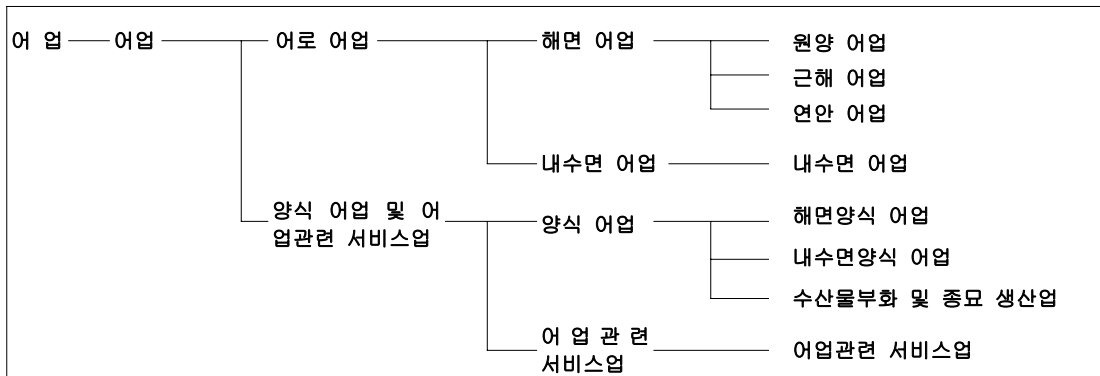 어 업 어업 어로 어업 해면 어업 원양 어업
근해 어업
연안 어업
내수면 어업 내수면 어업
양식 어업 및 어
업관련 서비스업
양식 어업 해면양식 어업
내수면양식 어업
수산물부화 및 종묘 생산업
어 업 관 련
서비스업
어업관련 서비스업